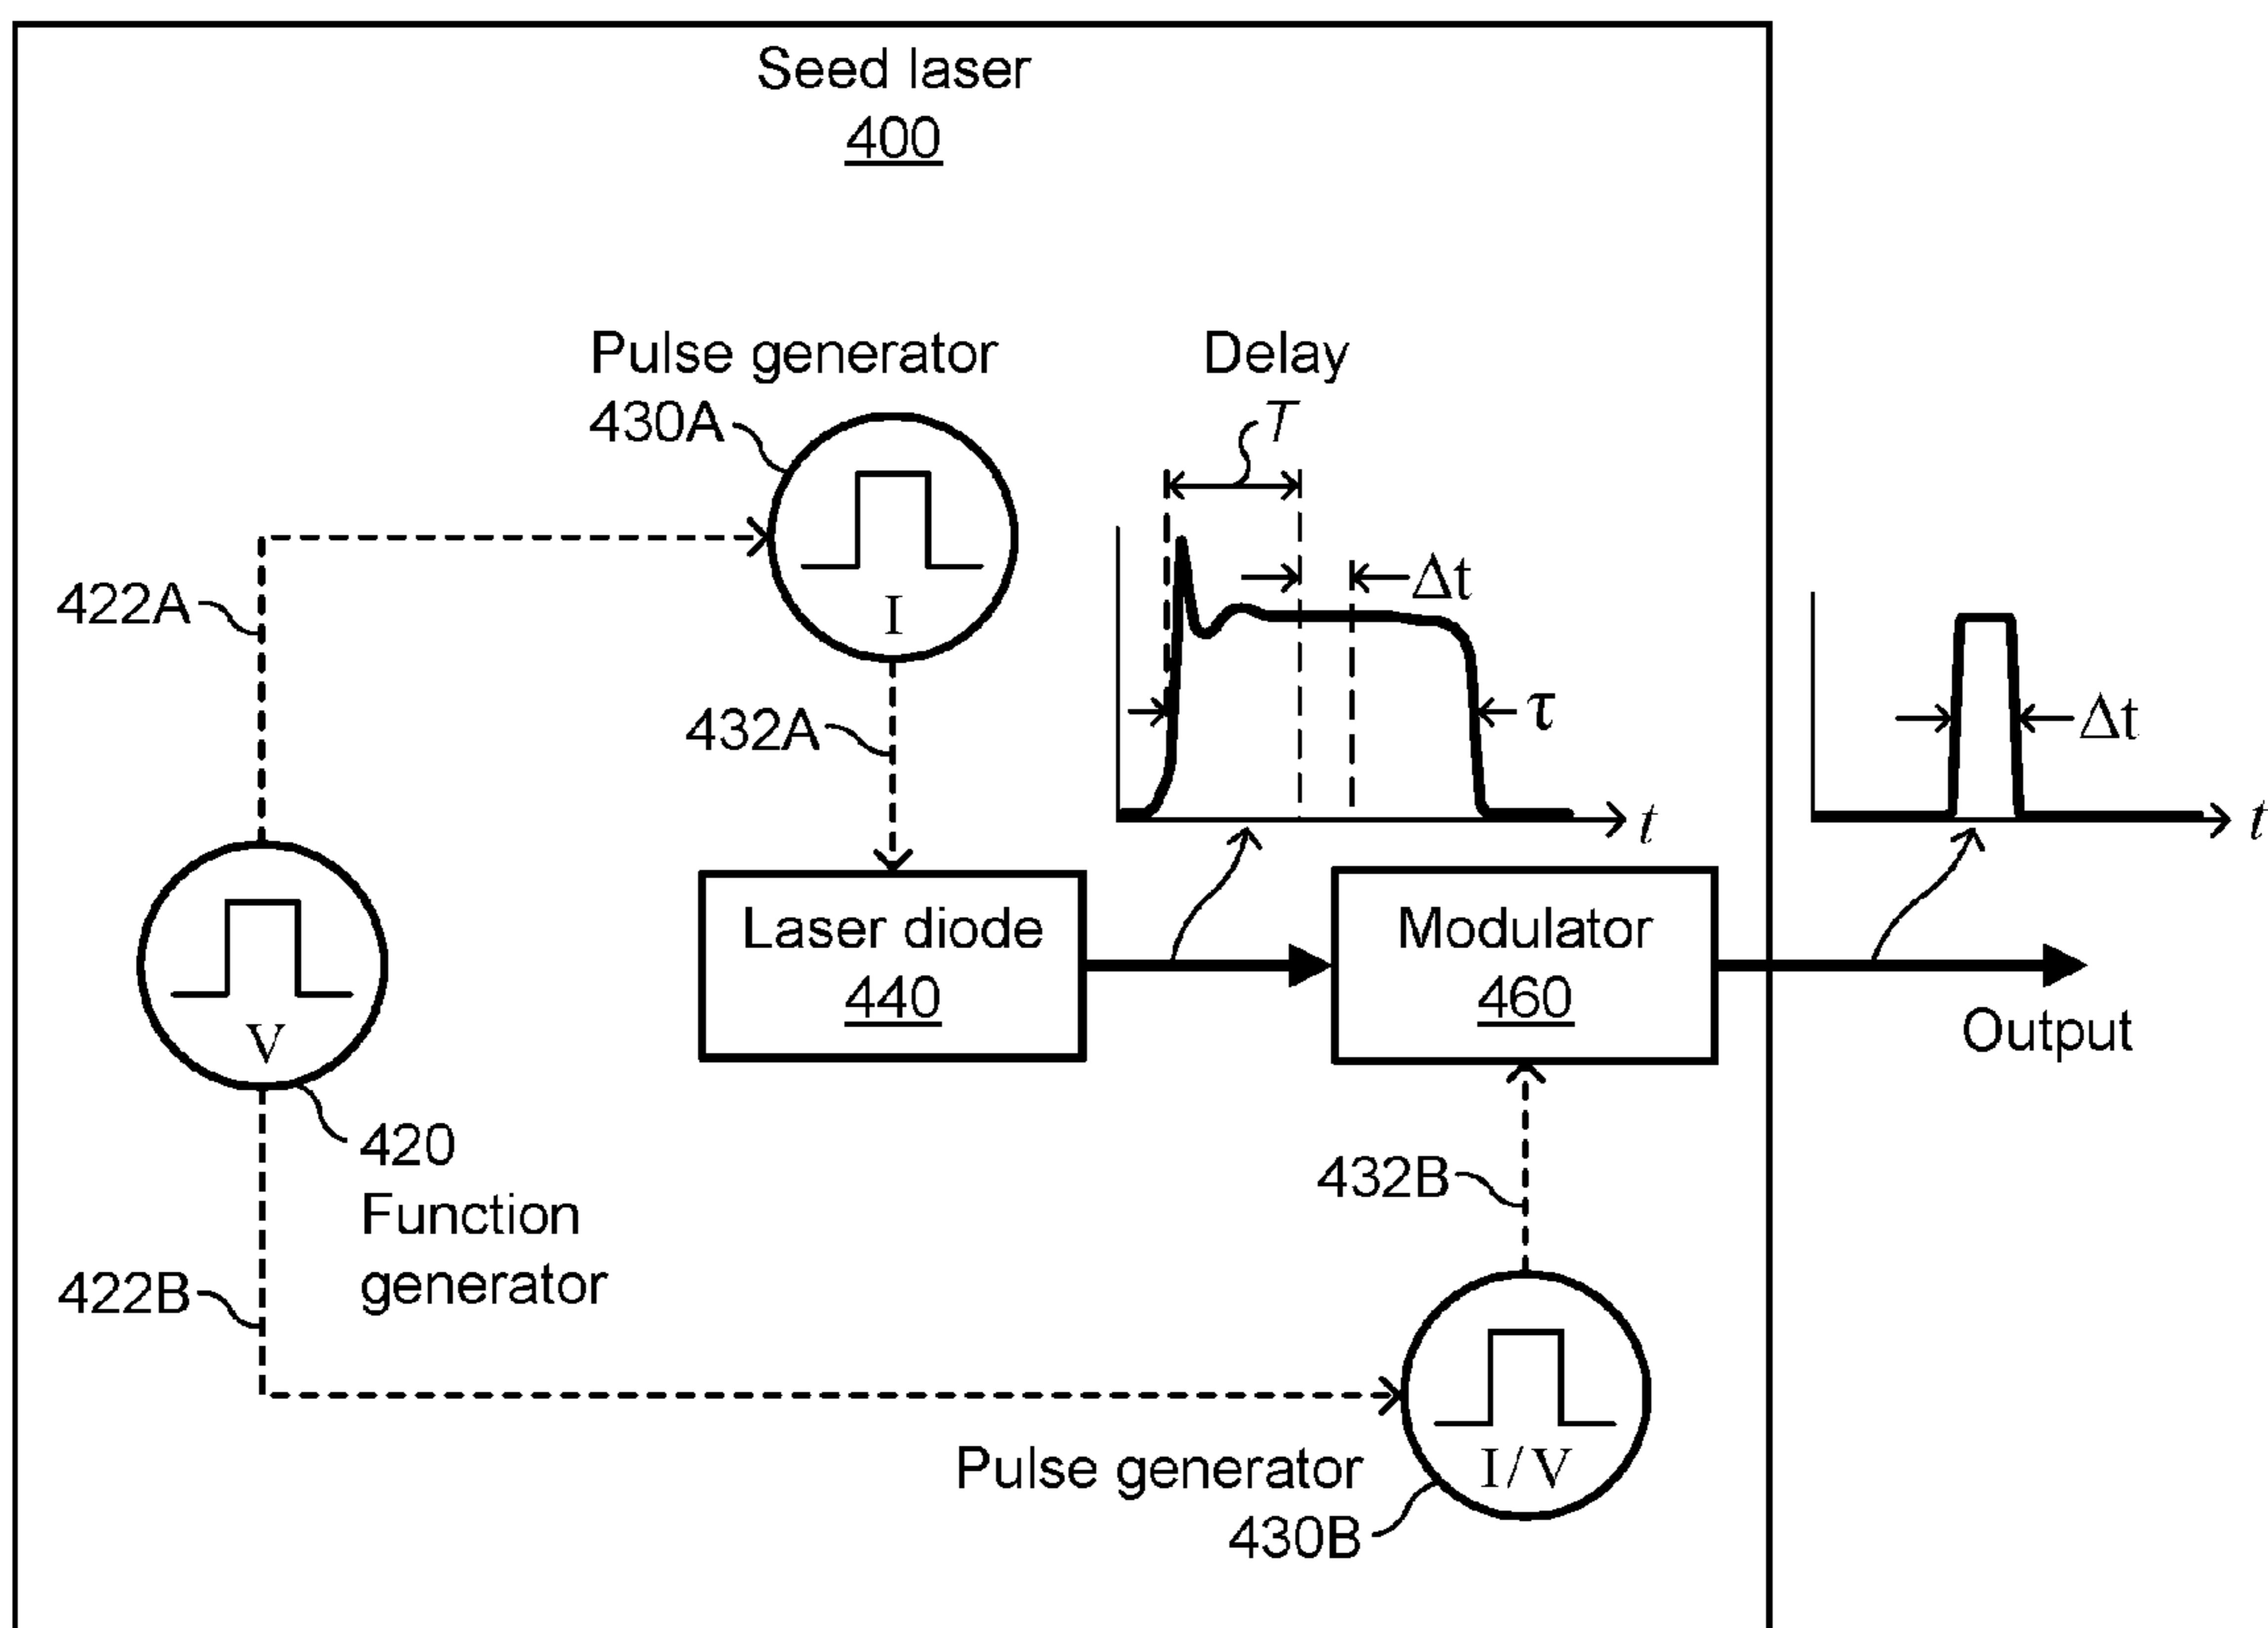 Seed laser
400
Pulse generator
430A
I
Delay
T
Δt
τ
t
Δt
t
422A
432A
Laser diode
440
Modulator
460
Output
V
420
Function
generator
422B
432B
Pulse generator
430B
I/V